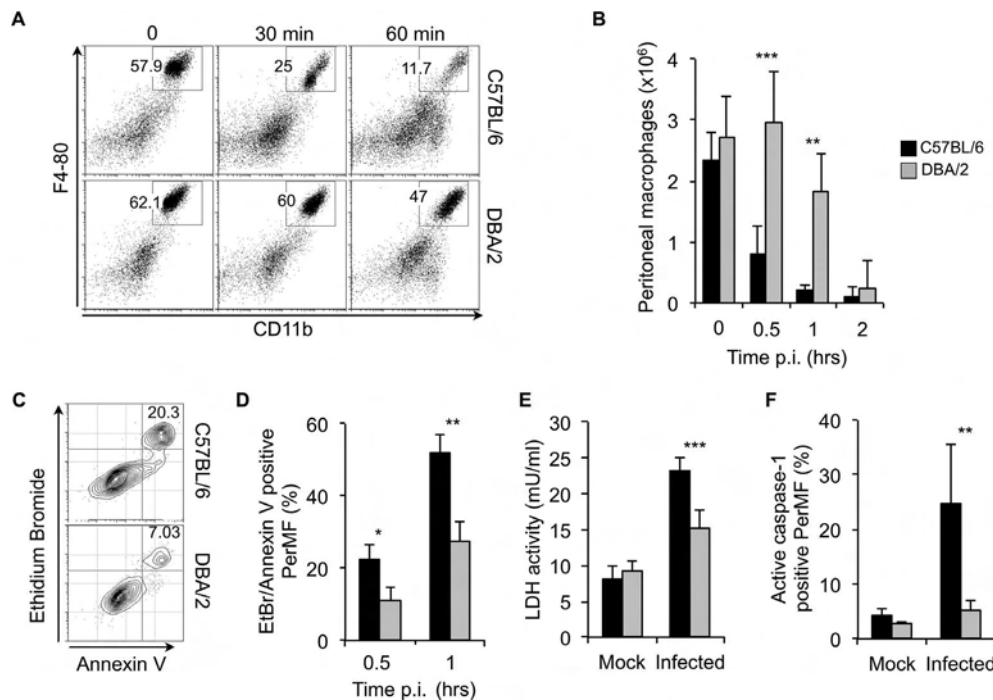 A
0
30 min
60 min
57.9
25
11.7
C57BL/6
62.1
60
47
DBA/2
F4-80
CD11b
B
Peritoneal macrophages (x10⁶)
4
3
2
1
0
***
**
0
0.5
1
2
Time p.i. (hrs)
C57BL/6
DBA/2
C
20.3
C57BL/6
7.03
DBA/2
Ethidium Bromide
Annexin V
D
EtBr/Annexin V positive
PerMF (%)
60
40
20
0
*
**
0.5
1
Time p.i. (hrs)
E
LDH activity (mU/ml)
30
25
20
15
10
5
0
***
Mock
Infected
F
Active caspase-1
positive PerMF (%)
40
30
20
10
0
**
Mock
Infected